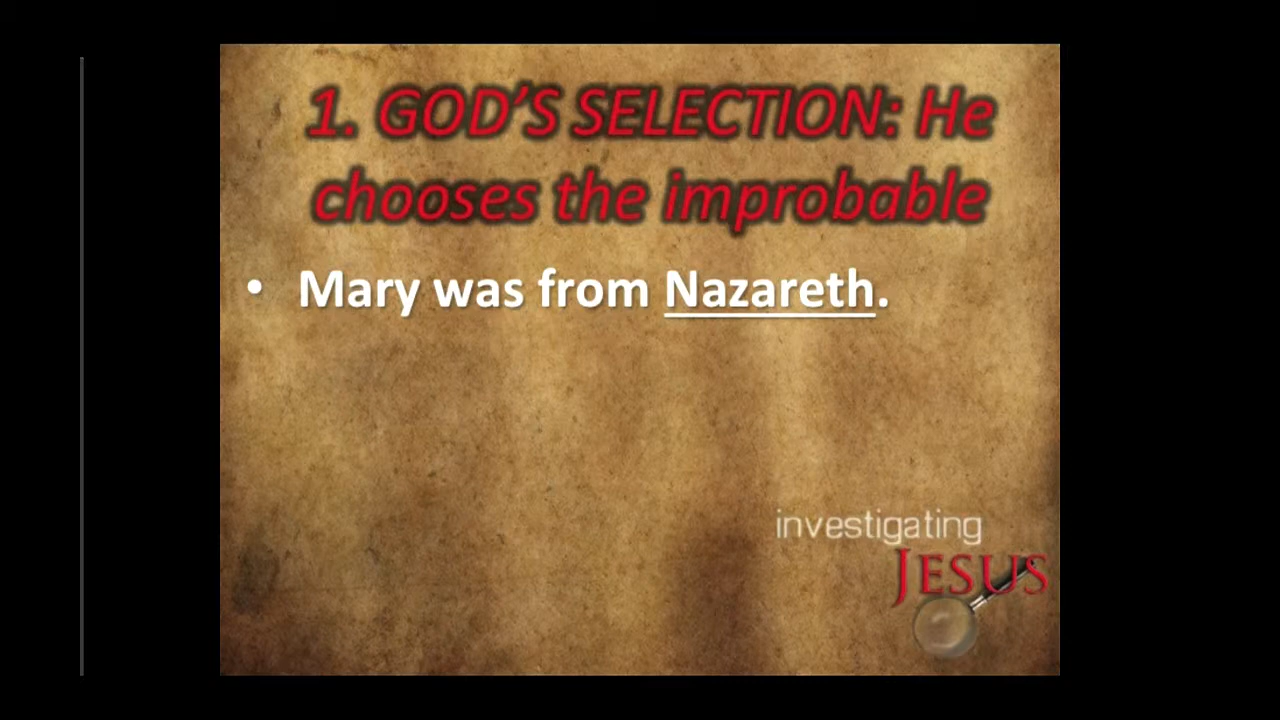 1. GOD'S SELECTION: He
chooses the improbable
• Mary was from Nazareth.
investigating
JESUS